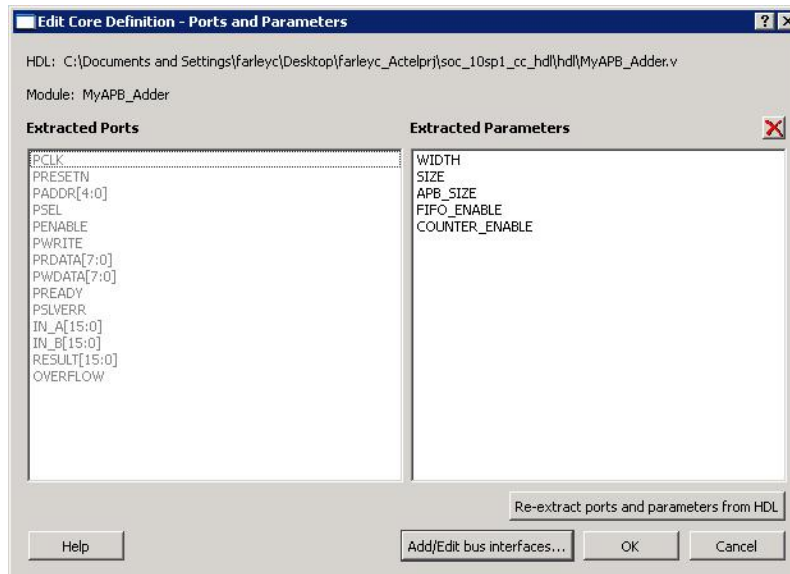 Edit Core Definition - Ports and Parameters
HDL: C:\Documents and Settings\farleyc\Desktop\farleyc_Actelprj\soc_10sp1_cc_hdl\hdl\MyAPB_Adder.v
Module: MyAPB_Adder
Extracted Ports
PCLK
PRESETN
PADDR[4:0]
PSEL
PENABLE
PWRITE
PRDATA[7:0]
PWDATA[7:0]
PREADY
PSLVERR
IN_A[15:0]
IN_B[15:0]
RESULT[15:0]
OVERFLOW
Extracted Parameters
WIDTH
SIZE
APB_SIZE
FIFO_ENABLE
COUNTER_ENABLE
Re-extract ports and parameters from HDL
Help
Add/Edit bus interfaces...
OK
Cancel